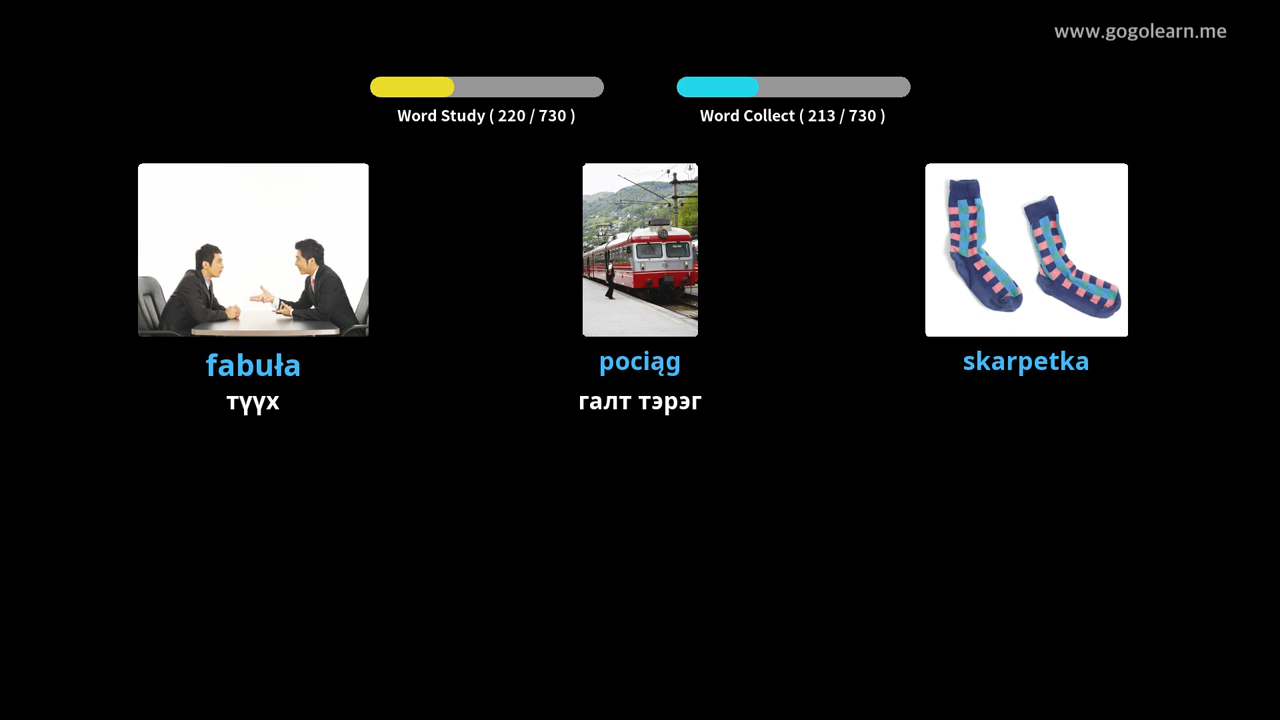 www.gogolearn.me
Word Study ( 220 / 730 )
Word Collect ( 213 / 730 )
fabuła
түүх
pociąg
галт тэрэг
skarpetka